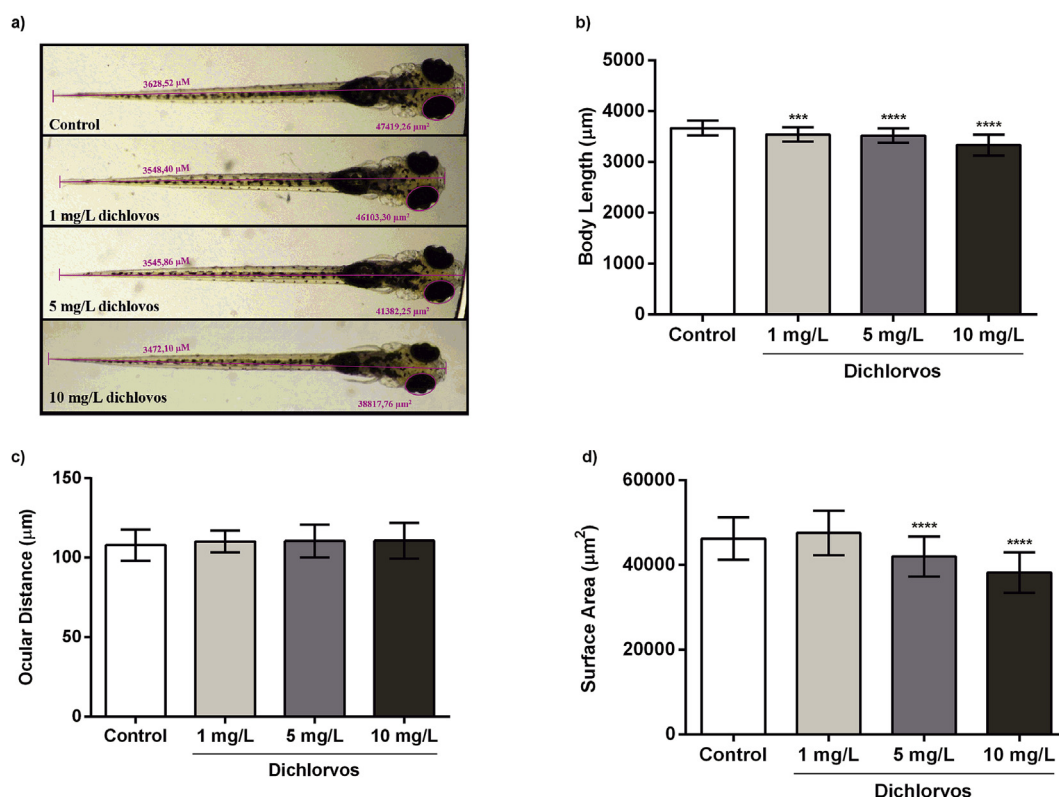 a)
3628,52 µM
47419,26 µm²
Control
3548,40 µM
46103,30 µm²
1 mg/L dichlovos
3545,86 µM
41382,25 µm²
5 mg/L dichlovos
3472,10 µM
38817,76 µm²
10 mg/L dichlovos
b)
Body Length (µm)
5000
4000
3000
2000
1000
0
***
****
****
Control
1 mg/L
5 mg/L
10 mg/L
Dichlorvos
c)
Ocular Distance (µm)
150
100
50
0
Control
1 mg/L
5 mg/L
10 mg/L
Dichlorvos
d)
Surface Area (µm²)
60000
40000
20000
0
****
****
Control
1 mg/L
5 mg/L
10 mg/L
Dichlorvos